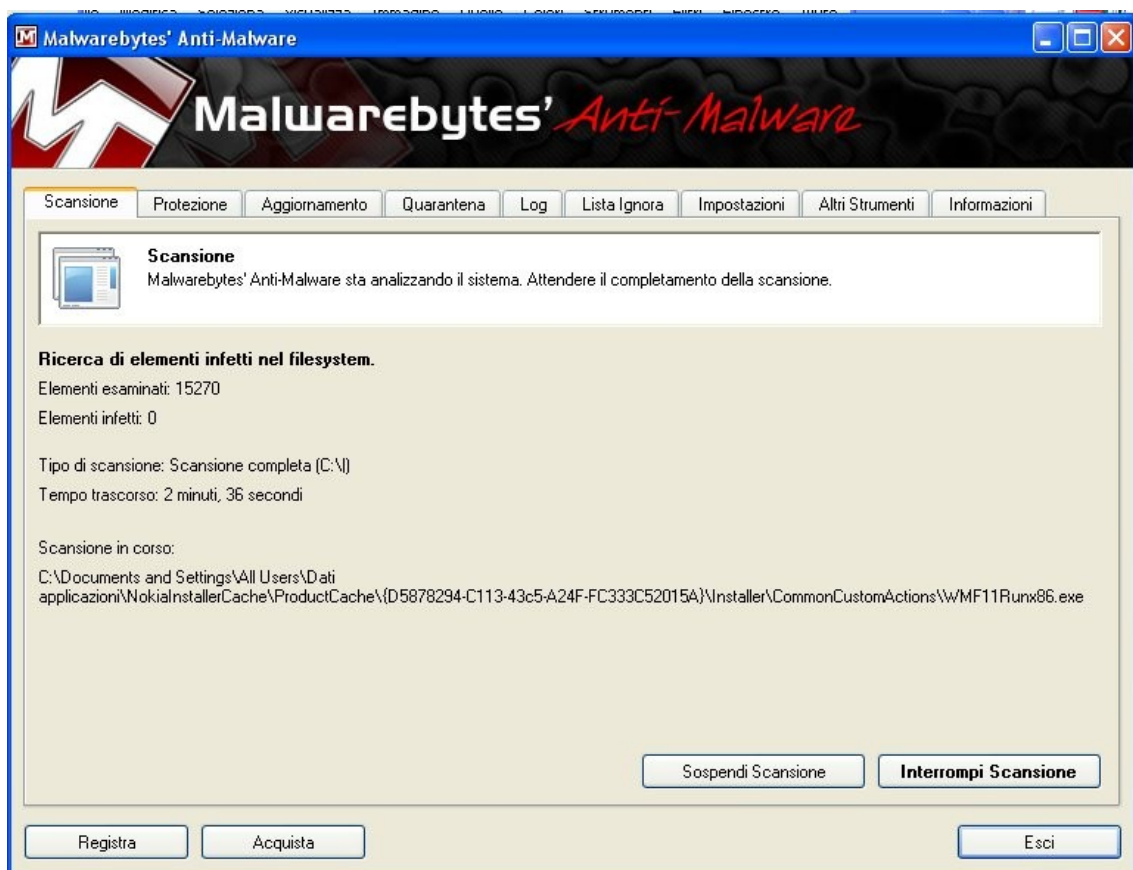 Malwarebytes' Anti-Malware
Malwarebytes' Anti-Malware
Scansione Protezione Aggiornamento Quarantena Log Lista Ignora Impostazioni Altri Strumenti Informazioni
Scansione
Malwarebytes' Anti-Malware sta analizzando il sistema. Attendere il completamento della scansione.
Ricerca di elementi infetti nel filesystem.
Elementi esaminati: 15270
Elementi infetti: 0
Tipo di scansione: Scansione completa (C:\|)
Tempo trascorso: 2 minuti, 36 secondi
Scansione in corso:
C:\Documents and Settings\All Users\Dati
applicazioni\NokiaInstallerCache\ProductCache\{D5878294-C113-43c5-A24F-FC333C52015A}\Installer\CommonCustomActions\WMF11Runx86.exe
Sospendi Scansione Interrompi Scansione
Registra Acquista Esci